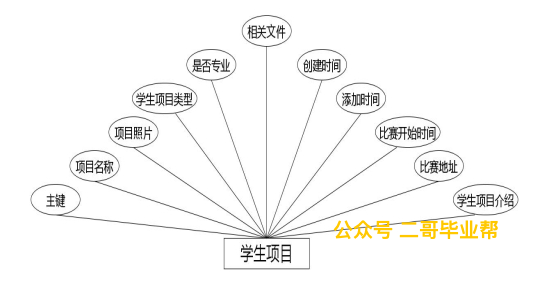 相关文件
是否专业
创建时间
学生项目类型
添加时间
项目照片
比赛开始时间
项目名称
比赛地址
主键
学生项目介绍
公众号 二哥毕业帮
学生项目